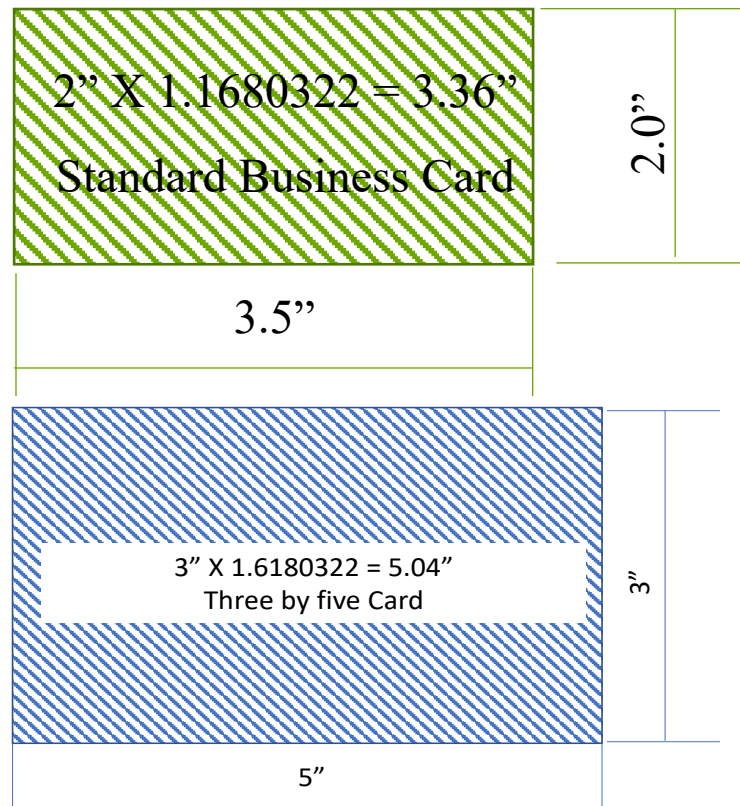 2” X 1.1680322 = 3.36”
Standard Business Card
2.0”
3.5”
3” X 1.6180322 = 5.04”
Three by five Card
3”
5”